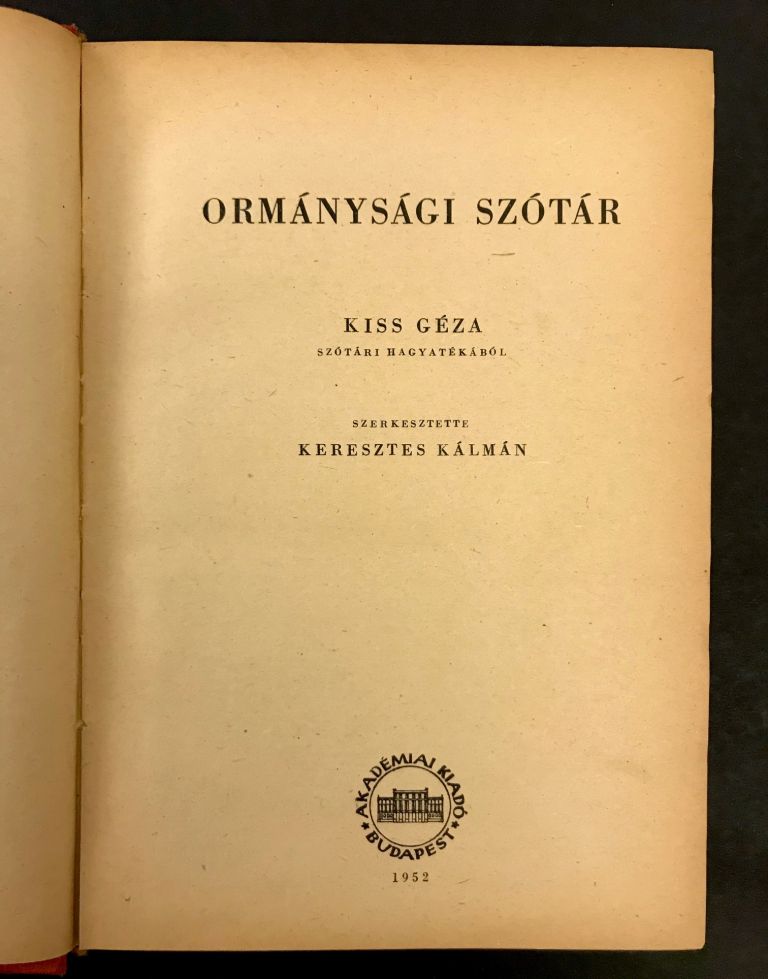 ORMÁNYSÁGI SZÓTÁR
KISS GÉZA
SZÓTÁRI HAGYATÉKÁBÓL
SZERKESZTETTE
KERESZTES KÁLMÁN
AKADÉMIAI KIADÓ
★ BUDAPEST ★
1952